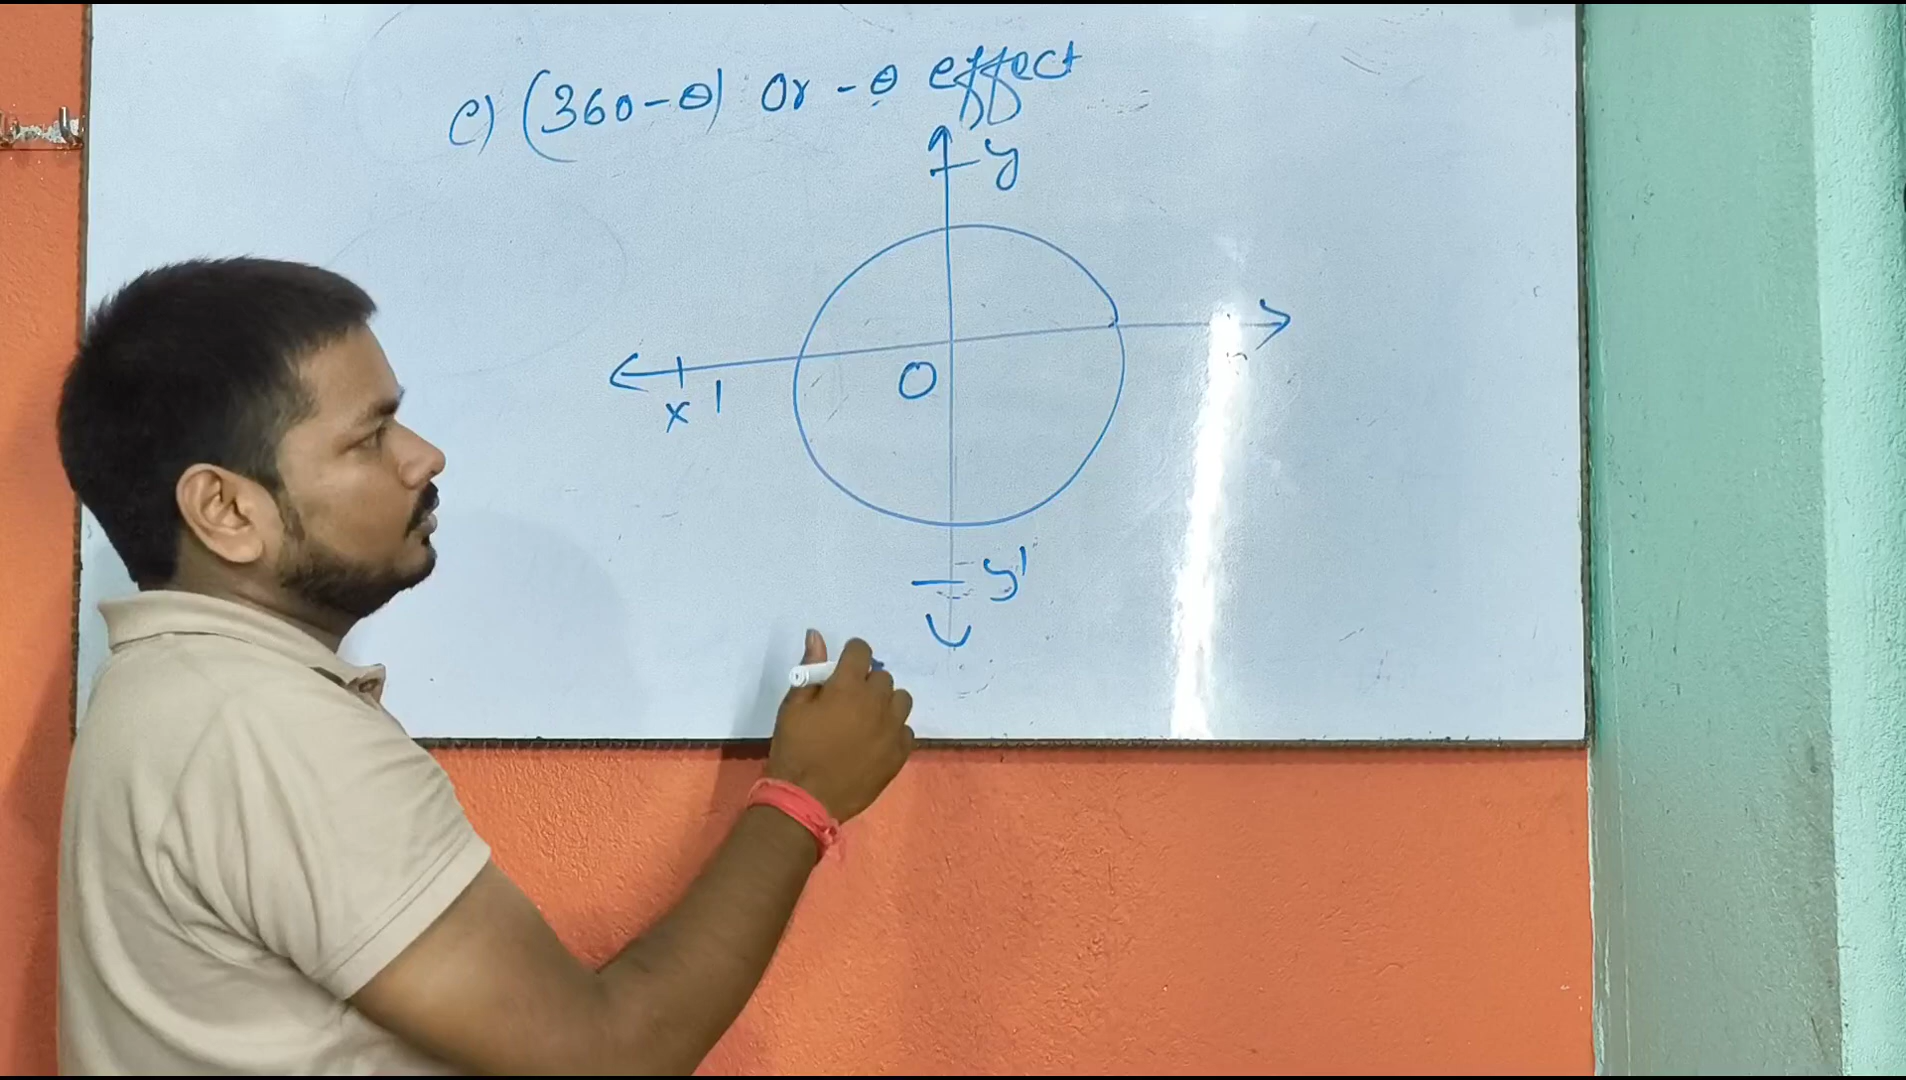 c) (360-θ) Or -θ effect
y
x'
O
y'